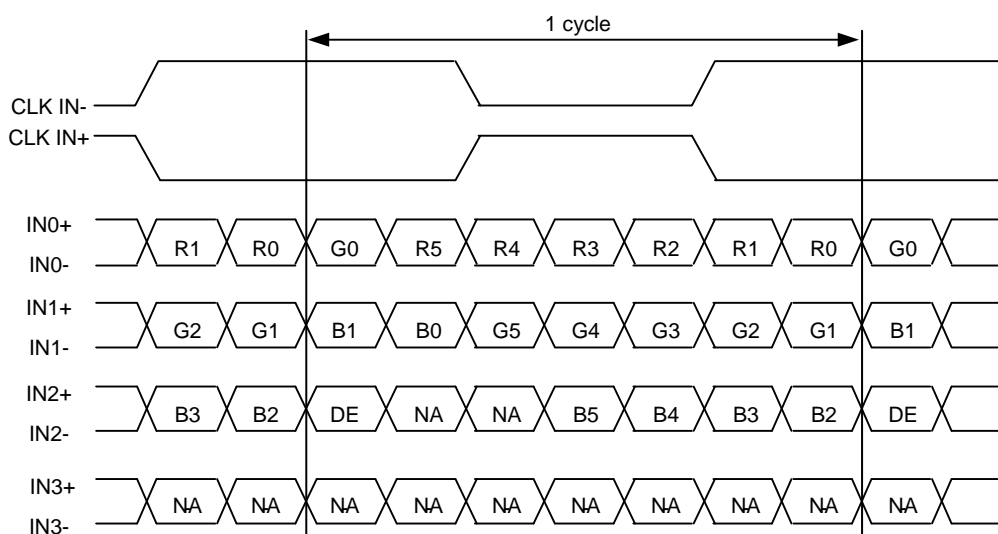 1 cycle
CLK IN-
CLK IN+
IN0+
R1 R0 G0 R5 R4 R3 R2 R1 R0 G0
IN0-
IN1+
G2 G1 B1 B0 G5 G4 G3 G2 G1 B1
IN1-
IN2+
B3 B2 DE NA NA B5 B4 B3 B2 DE
IN2-
IN3+
NA NA NA NA NA NA NA NA NA NA
IN3-